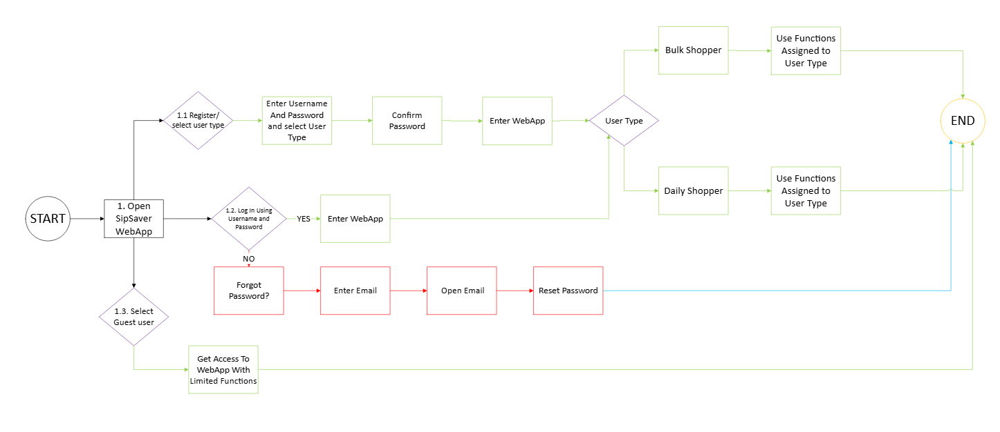 Bulk Shopper
Use Functions
Assigned to
User Type
1.1 Register/
select user type
Enter Username
And Password
and select User
Type
Confirm
Password
Enter WebApp
User Type
END
Daily Shopper
Use Functions
Assigned to
User Type
START
1. Open
SipSaver
WebApp
1.2. Log In Using
Username and
Password
YES
Enter WebApp
NO
Forgot
Password?
Enter Email
Open Email
Reset Password
1.3. Select
Guest user
Get Access To
WebApp With
Limited Functions